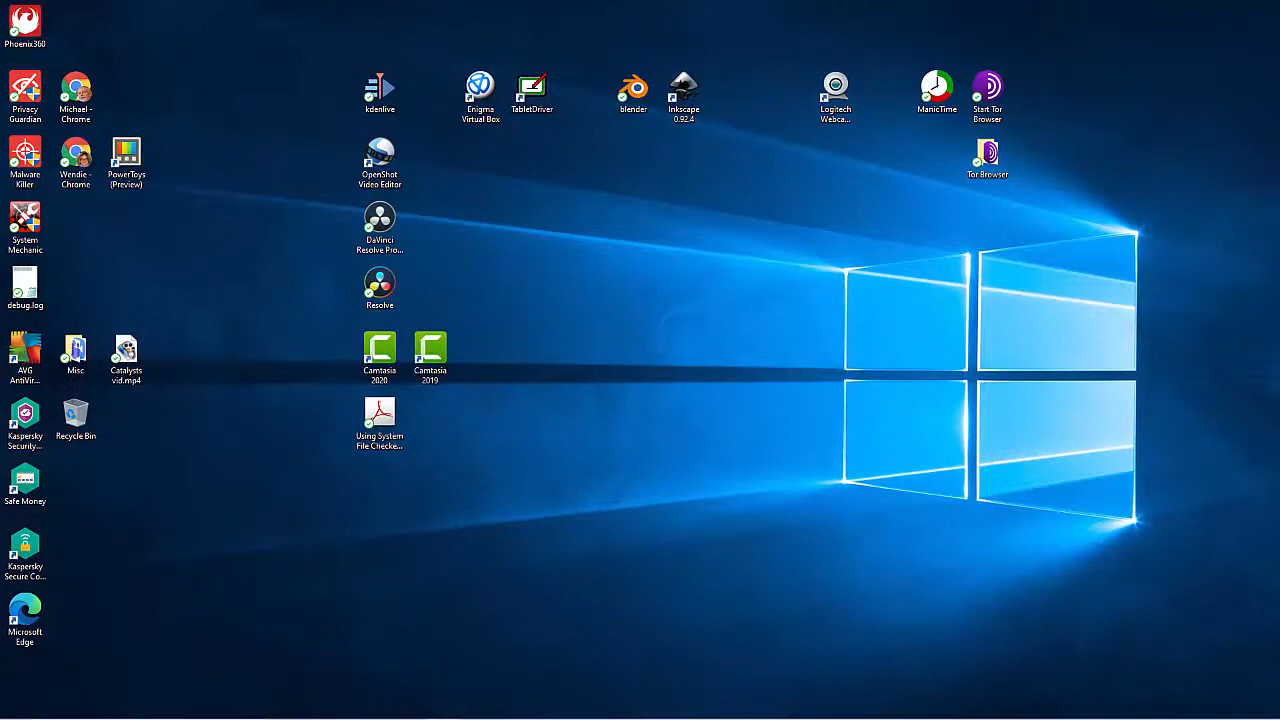 Phoenix360
Privacy
Guardian
Michael -
Chrome
kdenlive
Enigma
Virtual Box
TabletDriver
blender
Inkscape
0.92.4
Logitech
Webca...
ManicTime
Start Tor
Browser
Malware
Killer
Wendie -
Chrome
PowerToys
(Preview)
OpenShot
Video Editor
Tor Browser
System
Mechanic
DaVinci
Resolve Pro...
debug.log
Resolve
AVG
AntiVir...
Misc
Catalysts
vid.mp4
Camtasia
2020
Camtasia
2019
Kaspersky
Security...
Recycle Bin
Using System
File Checke...
Safe Money
Kaspersky
Secure Co...
Microsoft
Edge